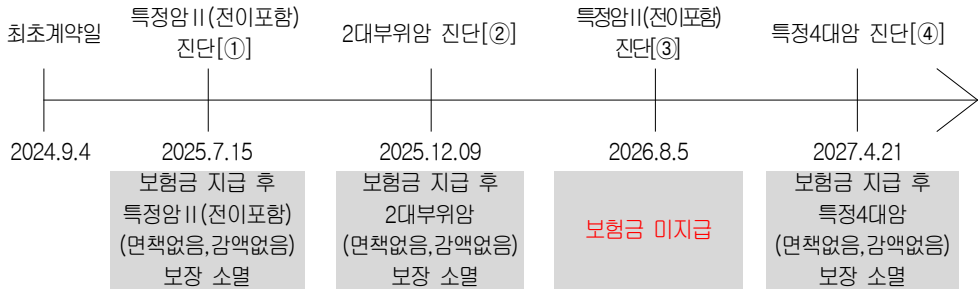 최초계약일
특정암Ⅱ(전이포함)
진단[①]
2대부위암 진단[②]
특정암Ⅱ(전이포함)
진단[③]
특정4대암 진단[④]
2024.9.4
2025.7.15
2025.12.09
2026.8.5
2027.4.21
보험금 지급 후
특정암Ⅱ(전이포함)
(면책없음,감액없음)
보장 소멸
보험금 지급 후
2대부위암
(면책없음,감액없음)
보장 소멸
보험금 미지급
보험금 지급 후
특정4대암
(면책없음,감액없음)
보장 소멸